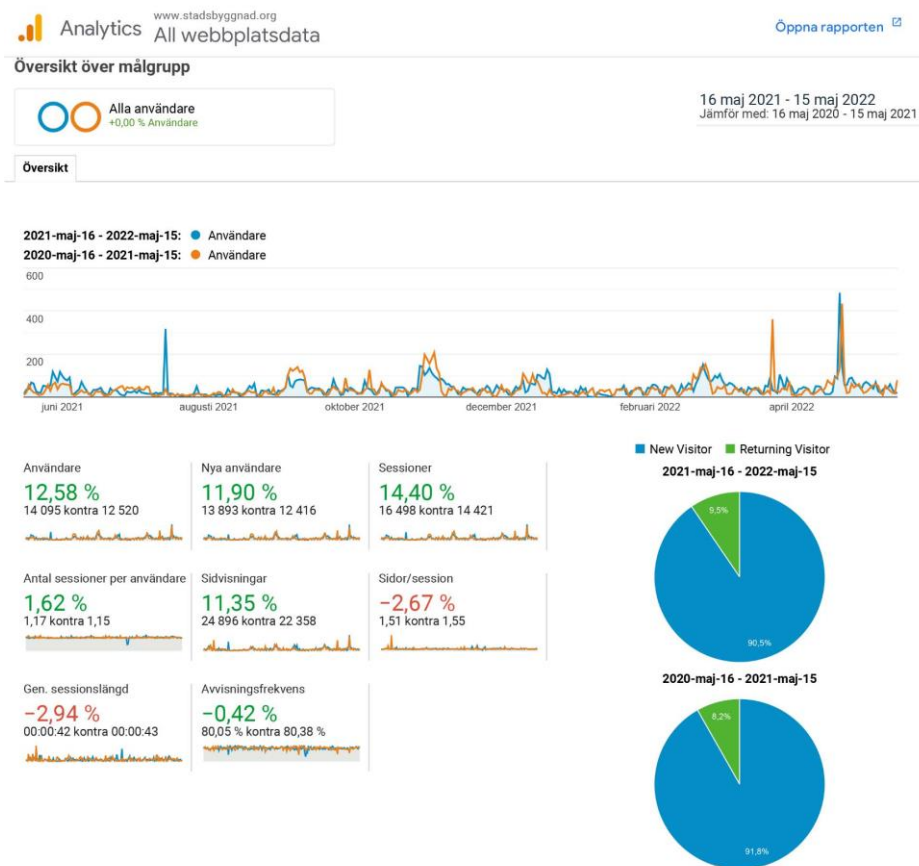 www.stadsbyggnad.org
Analytics All webbplatsdata
Öppna rapporten
Översikt över målgrupp
Alla användare
+0,00 % Användare
16 maj 2021 - 15 maj 2022
Jämför med: 16 maj 2020 - 15 maj 2021
Översikt
2021-maj-16 - 2022-maj-15: Användare
2020-maj-16 - 2021-maj-15: Användare
600
400
200
juni 2021 augusti 2021 oktober 2021 december 2021 februari 2022 april 2022
Användare
12,58 %
14 095 kontra 12 520
Nya användare
11,90 %
13 893 kontra 12 416
Sessioner
14,40 %
16 498 kontra 14 421
Antal sessioner per användare
1,62 %
1,17 kontra 1,15
Sidvisningar
11,35 %
24 896 kontra 22 358
Sidor/session
−2,67 %
1,51 kontra 1,55
Gen. sessionslängd
−2,94 %
00:00:42 kontra 00:00:43
Avvisningsfrekvens
−0,42 %
80,05 % kontra 80,38 %
New Visitor Returning Visitor
2021-maj-16 - 2022-maj-15
9,5%
90,5%
2020-maj-16 - 2021-maj-15
8,2%
91,8%